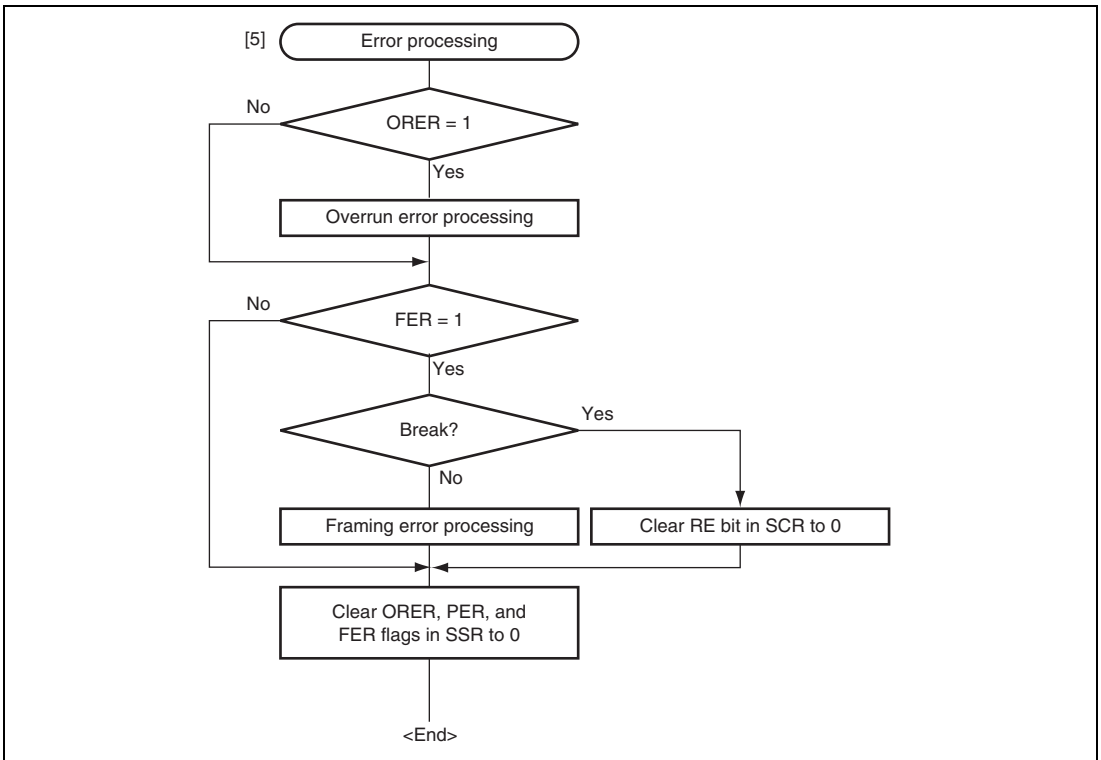 [5] Error processing
No
ORER = 1
Yes
Overrun error processing
No
FER = 1
Yes
Yes
Break?
No
Framing error processing
Clear RE bit in SCR to 0
Clear ORER, PER, and
FER flags in SSR to 0
<End>